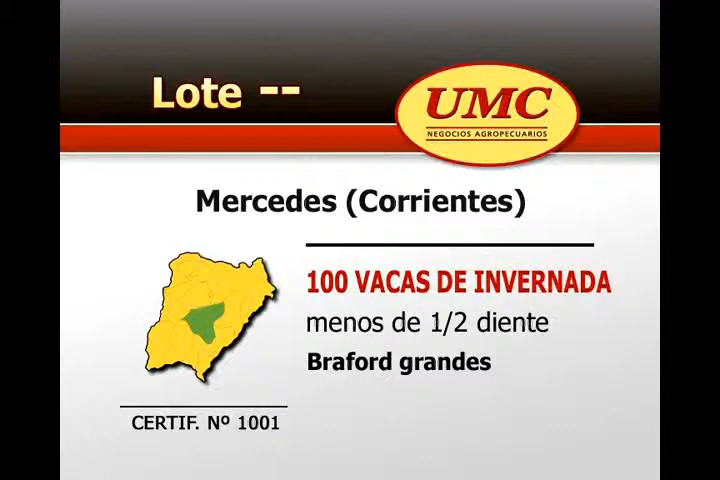 Lote --
UMC
NEGOCIOS AGROPECUARIOS
Mercedes (Corrientes)
100 VACAS DE INVERNADA
menos de 1/2 diente
Braford grandes
CERTIF. Nº 1001